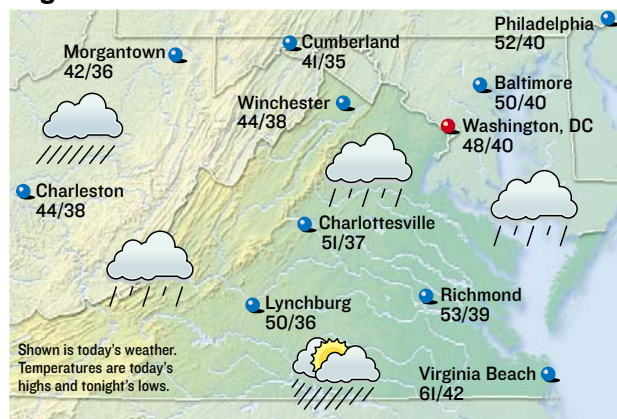 Philadelphia
52/40
Morgantown
42/36
Cumberland
41/35
Baltimore
50/40
Winchester
44/38
Washington, DC
48/40
Charleston
44/38
Charlottesville
51/37
Lynchburg
50/36
Richmond
53/39
Shown is today's weather.
Temperatures are today's
highs and tonight's lows.
Virginia Beach
61/42